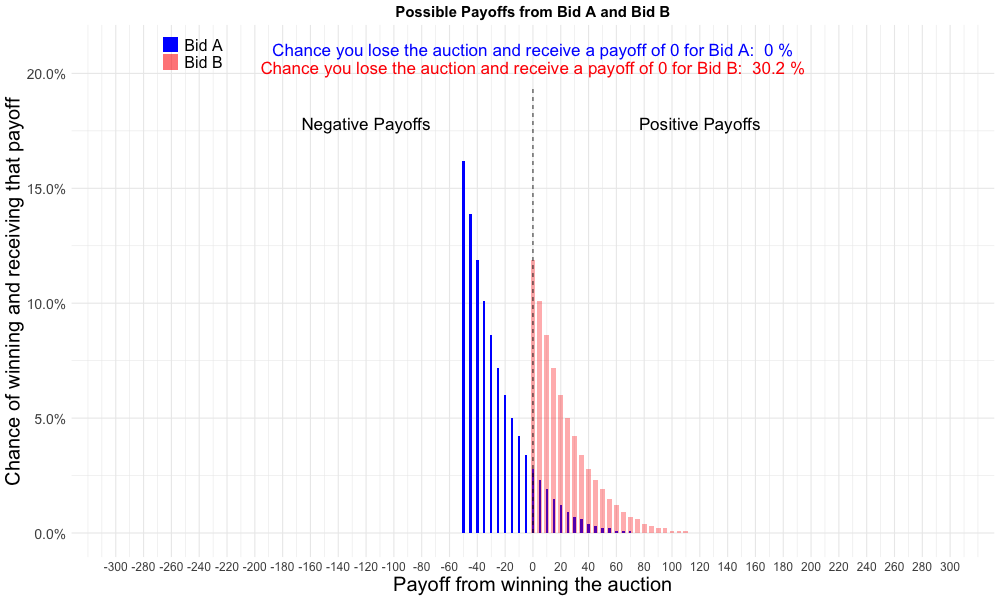 Possible Payoffs from Bid A and Bid B
Bid A
Bid B
Chance you lose the auction and receive a payoff of 0 for Bid A:  0 %
Chance you lose the auction and receive a payoff of 0 for Bid B:  30.2 %
Negative Payoffs
Positive Payoffs
Chance of winning and receiving that payoff
20.0%
15.0%
10.0%
5.0%
0.0%
-300 -280 -260 -240 -220 -200 -180 -160 -140 -120 -100 -80 -60 -40 -20 0 20 40 60 80 100 120 140 160 180 200 220 240 260 280 300
Payoff from winning the auction